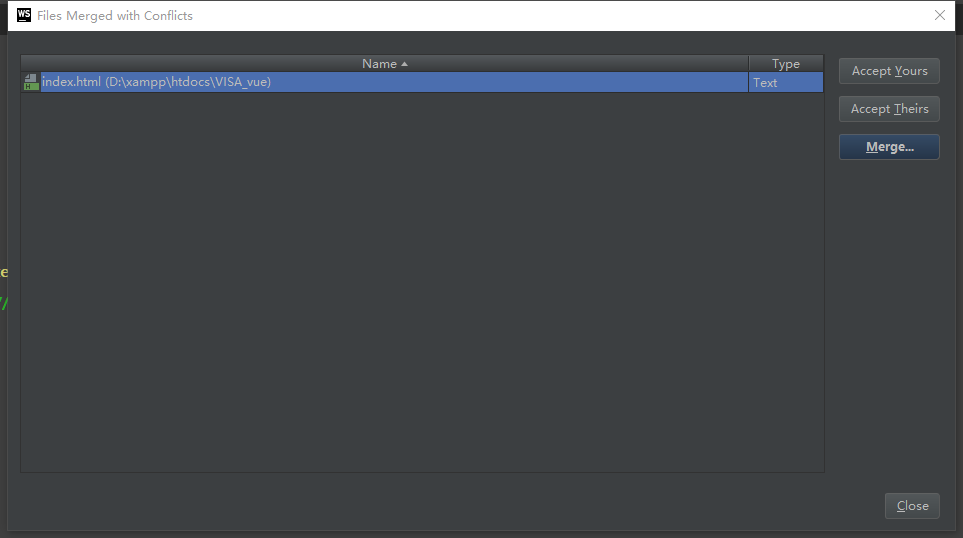 WS Files Merged with Conflicts
Name Type
index.html (D:\xampp\htdocs\VISA_vue) Text
Accept Yours
Accept Theirs
Merge...
e
//
Close